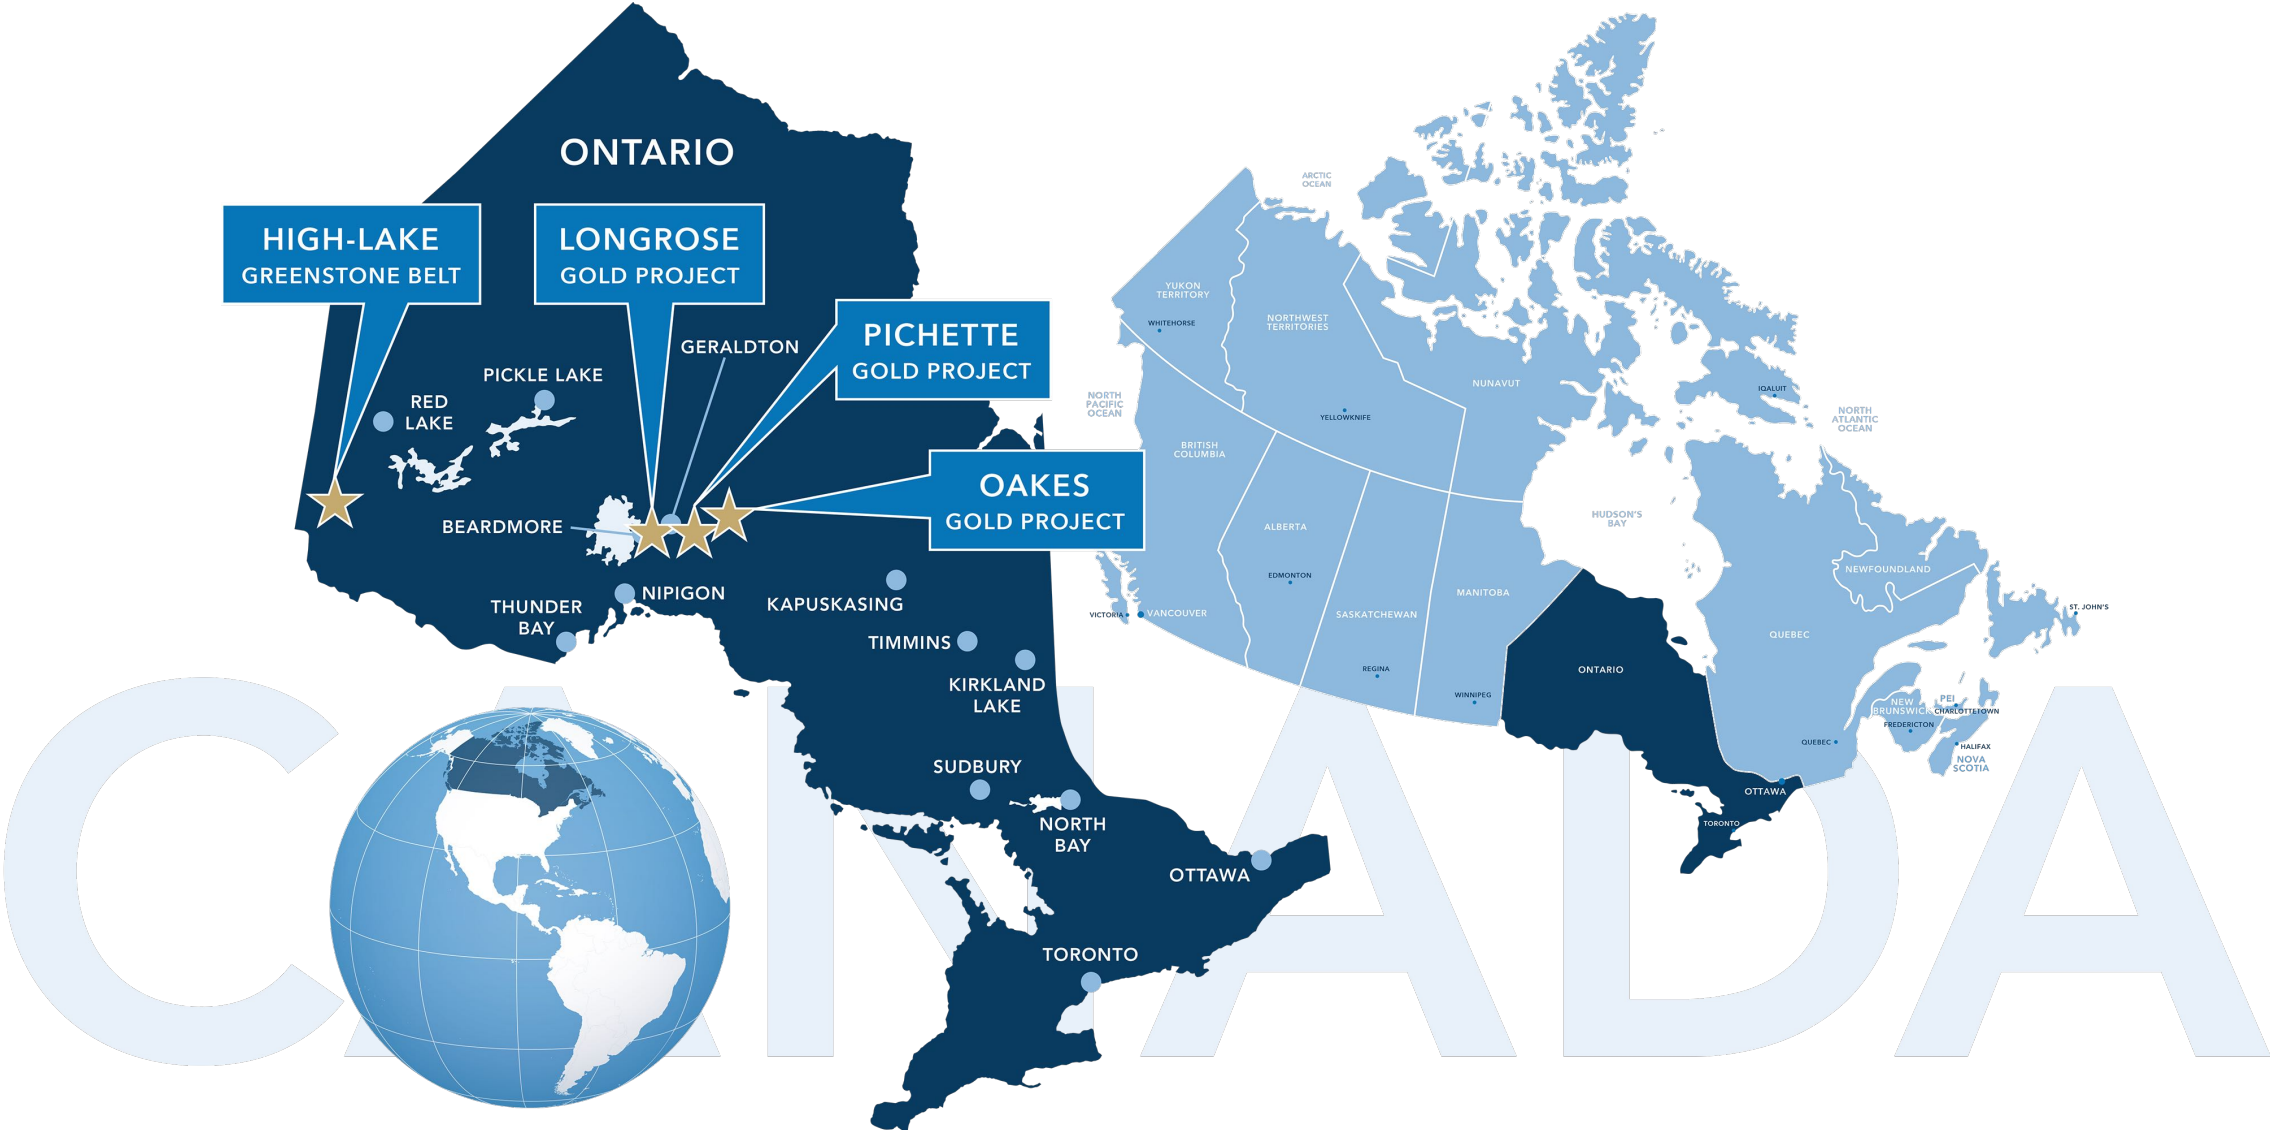 ONTARIO
HIGH-LAKE
GREENSTONE BELT
LONGROSE
GOLD PROJECT
PICHETTE
GOLD PROJECT
OAKES
GOLD PROJECT
GERALDTON
PICKLE LAKE
RED
LAKE
BEARDMORE
NIPIGON
THUNDER
BAY
KAPUSKASING
TIMMINS
KIRKLAND
LAKE
SUDBURY
NORTH
BAY
OTTAWA
TORONTO
ARCTIC
OCEAN
YUKON
TERRITORY
WHITEHORSE
NORTHWEST
TERRITORIES
YELLOWKNIFE
NUNAVUT
IQALUIT
NORTH
PACIFIC
OCEAN
NORTH
ATLANTIC
OCEAN
BRITISH
COLUMBIA
ALBERTA
EDMONTON
HUDSON'S
BAY
NEWFOUNDLAND
VICTORIA
VANCOUVER
SASKATCHEWAN
REGINA
MANITOBA
WINNIPEG
ONTARIO
QUEBEC
ST. JOHN'S
NEW
BRUNSWICK
PEI
CHARLOTTETOWN
FREDERICTON
QUEBEC
HALIFAX
NOVA
SCOTIA
OTTAWA
TORONTO
CANADA